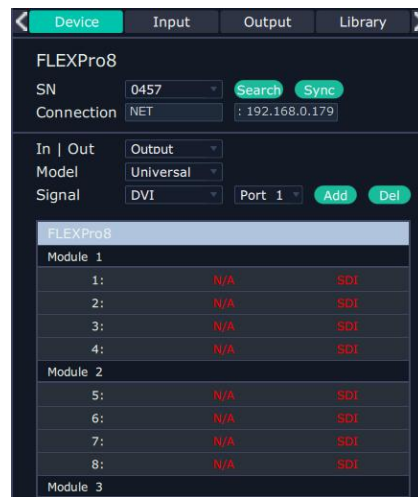 Device Input Output Library
FLEXPro8
SN 0457 Search Sync
Connection NET : 192.168.0.179
In | Out Output
Model Universal
Signal DVI Port 1 Add Del
FLEXPro8
Module 1
1: N/A SDI
2: N/A SDI
3: N/A SDI
4: N/A SDI
Module 2
5: N/A SDI
6: N/A SDI
7: N/A SDI
8: N/A SDI
Module 3